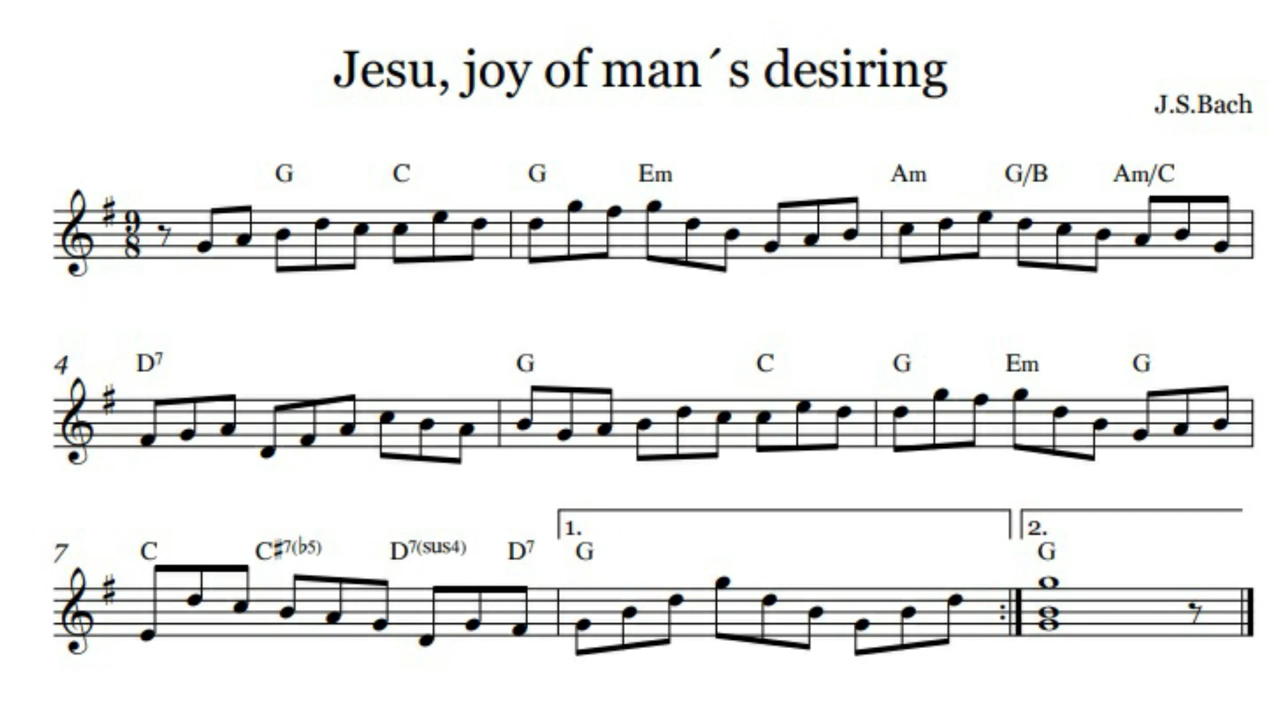 Jesu, joy of man´s desiring
J.S.Bach
G C G Em Am G/B Am/C
9
8
4 D7 G C G Em G
1. 2.
7 C C#7(b5) D7(sus4) D7 G G